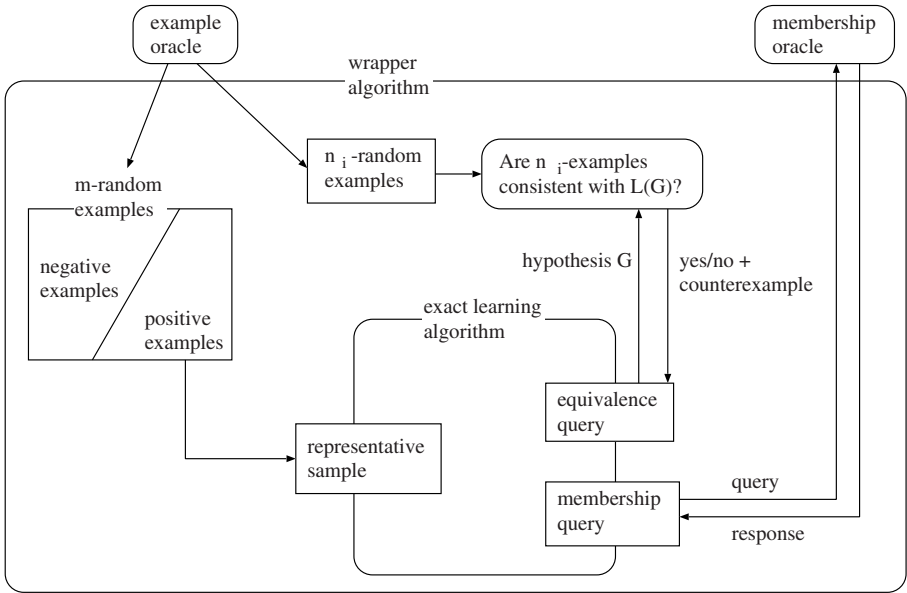 example
oracle
membership
oracle
wrapper
algorithm
n i -random
examples
Are n i-examples
consistent with L(G)?
m-random
examples
negative
examples
positive
examples
hypothesis G
yes/no +
counterexample
exact learning
algorithm
equivalence
query
representative
sample
membership
query
query
response